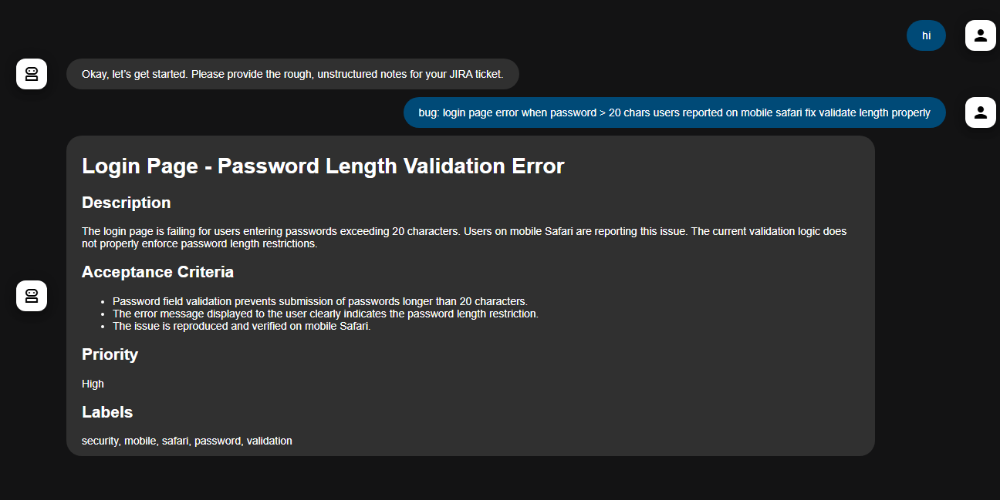 hi
Okay, let's get started. Please provide the rough, unstructured notes for your JIRA ticket.
bug: login page error when password > 20 chars users reported on mobile safari fix validate length properly
Login Page - Password Length Validation Error
Description
The login page is failing for users entering passwords exceeding 20 characters. Users on mobile Safari are reporting this issue. The current validation logic does
not properly enforce password length restrictions.
Acceptance Criteria
• Password field validation prevents submission of passwords longer than 20 characters.
• The error message displayed to the user clearly indicates the password length restriction.
• The issue is reproduced and verified on mobile Safari.
Priority
High
Labels
security, mobile, safari, password, validation